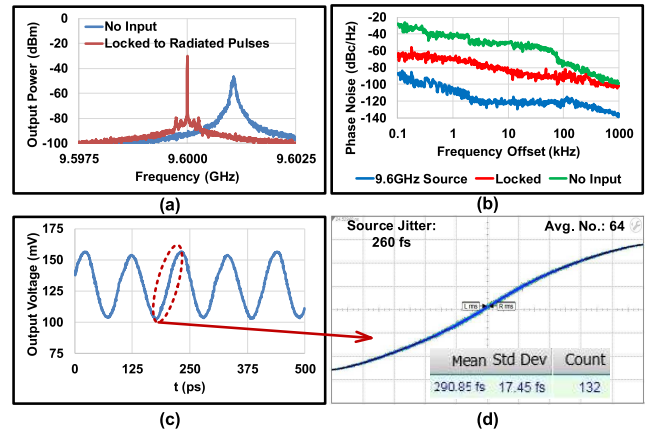 0
-20
-40
-60
-80
-100
Output Power (dBm)
No Input
Locked to Radiated Pulses
9.5975
9.6000
9.6025
Frequency (GHz)
(a)
-20
-40
-60
-80
-100
-120
-140
Phase Noise (dBc/Hz)
0.1
1
10
100
1000
Frequency Offset (kHz)
9.6GHz Source
Locked
No Input
(b)
175
150
125
100
75
Output Voltage (mV)
0
125
250
375
500
t (ps)
(c)
Source Jitter:
260 fs
Avg. No.: 64
L rms
R rms
Mean Std Dev Count
290.85 fs 17.45 fs 132
(d)